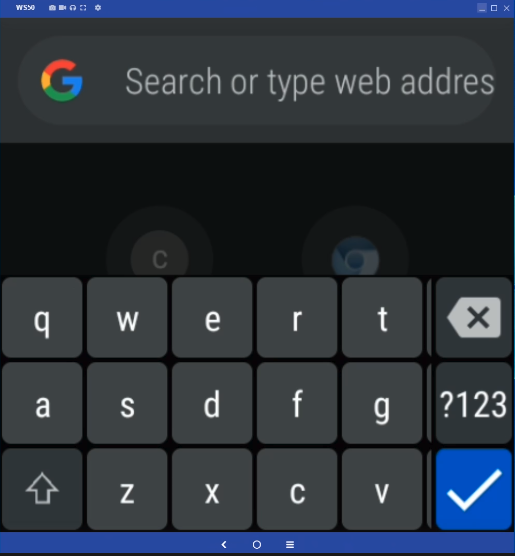 WS50
Search or type web addres
C
q w e r t
a s d f g ?123
z x c v